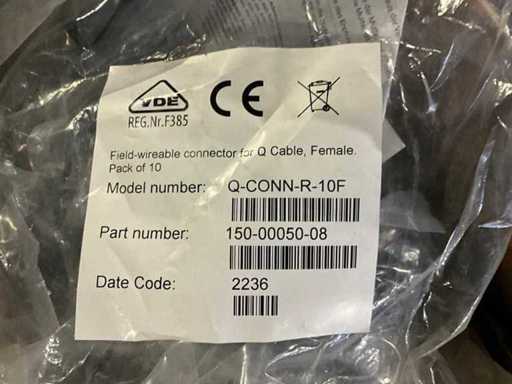 VDE
REG.Nr.F385
CE
Field-wireable connector for Q Cable, Female.
Pack of 10
Model number: Q-CONN-R-10F
Part number: 150-00050-08
Date Code: 2236